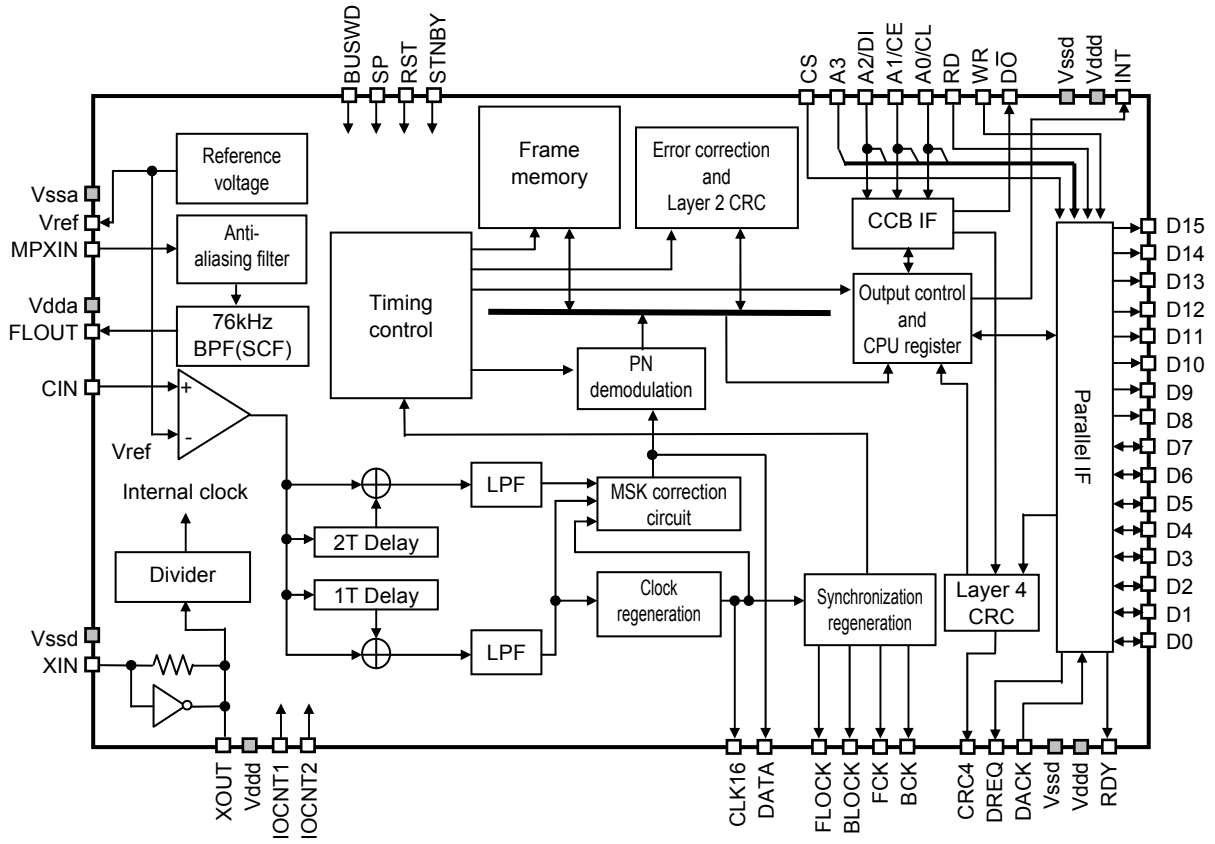 BUSWD
SP
RST
STNBY
CS
A3
A2/DI
A1/CE
A0/CL
RD
WR
D̅O̅
Vssd
Vddd
INT
Vssa
Vref
MPXIN
Vdda
FLOUT
CIN
Vssd
XIN
Reference
voltage
Anti-
aliasing filter
76kHz
BPF(SCF)
+
-
Vref
Internal clock
Divider
Timing
control
Frame
memory
Error correction
and
Layer 2 CRC
PN
demodulation
CCB IF
Output control
and
CPU register
Parallel IF
LPF
MSK correction
circuit
2T Delay
1T Delay
LPF
Clock
regeneration
Synchronization
regeneration
Layer 4
CRC
D15
D14
D13
D12
D11
D10
D9
D8
D7
D6
D5
D4
D3
D2
D1
D0
XOUT
Vddd
IOCNT1
IOCNT2
CLK16
DATA
FLOCK
BLOCK
FCK
BCK
CRC4
DREQ
DACK
Vssd
Vddd
RDY